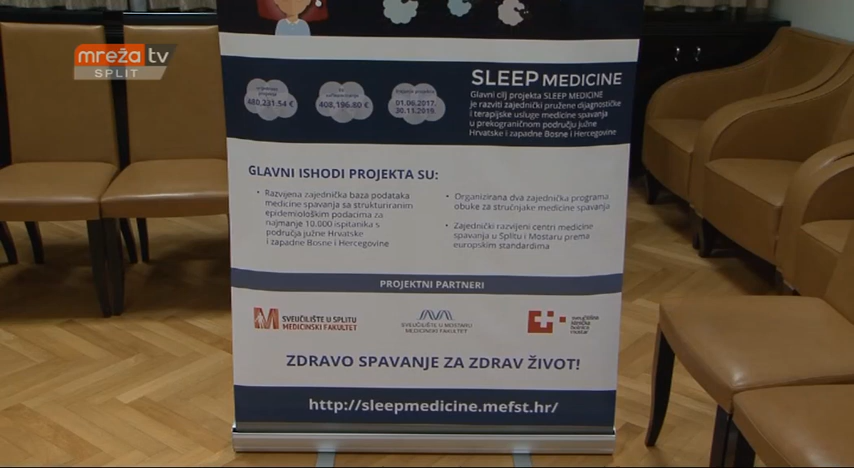 mreža tv
SPLIT
480,231.54 €
408,196.80 €
01.06.2017.
30.11.2019.
SLEEP MEDICINE
Glavni cilj projekta SLEEP MEDICINE
je razviti zajednički pružene dijagnostičke
i terapijske usluge medicine spavanja
u prekograničnom području južne
Hrvatske i zapadne Bosne i Hercegovine
GLAVNI ISHODI PROJEKTA SU:
• Razvijena zajednička baza podataka
medicine spavanja sa strukturiranim
epidemiološkim podacima za
najmanje 10.000 ispitanika s
područja južne Hrvatske
i zapadne Bosne i Hercegovine
• Organizirana dva zajednička programa
obuke za stručnjake medicine spavanja
• Zajednički razvijeni centri medicine
spavanja u Splitu i Mostaru prema
europskim standardima
PROJEKTNI PARTNERI
SVEUČILIŠTE U SPLITU
MEDICINSKI FAKULTET
SVEUČILIŠTE U MOSTARU
MEDICINSKI FAKULTET
ZDRAVO SPAVANJE ZA ZDRAV ŽIVOT!
http://sleepmedicine.mefst.hr/